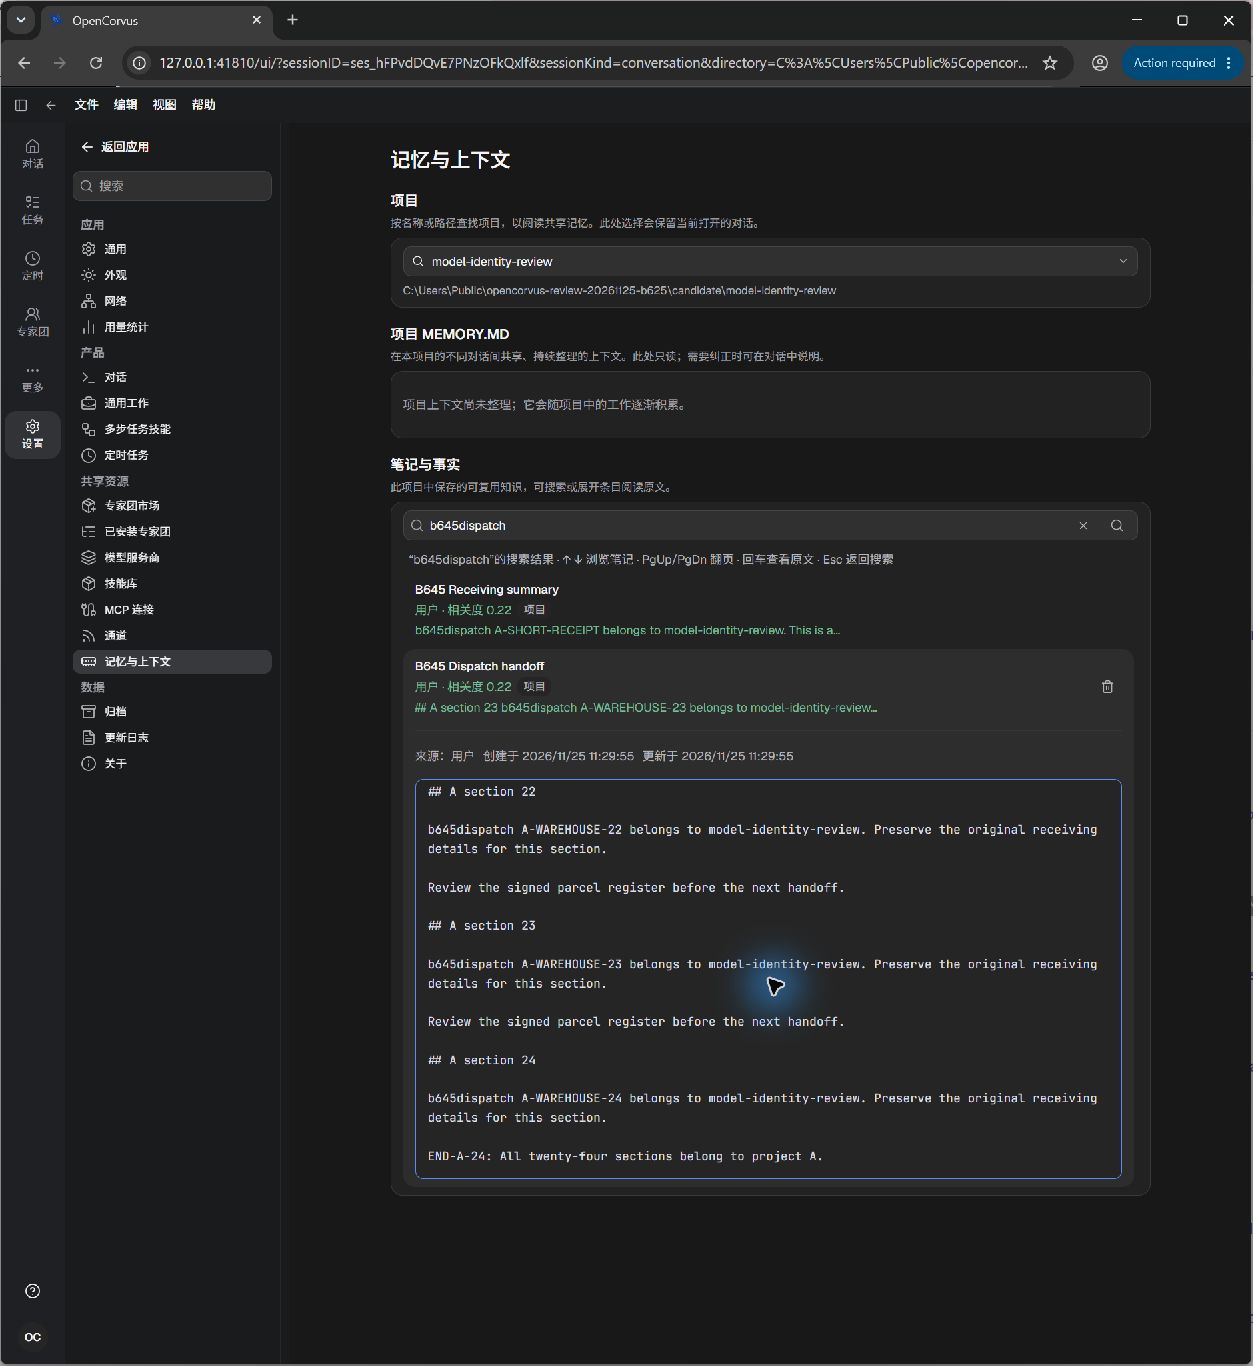 OpenCorvus
127.0.0.1:41810/ui/?sessionID=ses_hFPvdDQvE7PNzOFkQxlf&sessionKind=conversation&directory=C%3A%5CUsers%5CPublic%5Copencor...
Action required
文件 编辑 视图 帮助
对话
任务
定时
专家团
更多
设置
OC
返回应用
搜索
应用
通用
外观
网络
用量统计
产品
对话
通用工作
多步任务技能
定时任务
共享资源
专家团市场
已安装专家团
模型服务商
技能库
MCP 连接
通道
记忆与上下文
数据
归档
更新日志
关于
记忆与上下文
项目
按名称或路径查找项目，以阅读共享记忆。此处选择会保留当前打开的对话。
model-identity-review
C:\Users\Public\opencorvus-review-20261125-b625\candidate\model-identity-review
项目 MEMORY.MD
在本项目的不同对话间共享、持续整理的上下文。此处只读；需要纠正时可在对话中说明。
项目上下文尚未整理；它会随项目中的工作逐渐积累。
笔记与事实
此项目中保存的可复用知识，可搜索或展开条目阅读原文。
b645dispatch
“b645dispatch”的搜索结果 · ↑↓ 浏览笔记 · PgUp/PgDn 翻页 · 回车查看原文 · Esc 返回搜索
B645 Receiving summary
用户 · 相关度 0.22 项目
b645dispatch A-SHORT-RECEIPT belongs to model-identity-review. This is a...
B645 Dispatch handoff
用户 · 相关度 0.22 项目
## A section 23 b645dispatch A-WAREHOUSE-23 belongs to model-identity-review...
来源：用户 创建于 2026/11/25 11:29:55 更新于 2026/11/25 11:29:55
## A section 22
b645dispatch A-WAREHOUSE-22 belongs to model-identity-review. Preserve the original receiving
details for this section.
Review the signed parcel register before the next handoff.
## A section 23
b645dispatch A-WAREHOUSE-23 belongs to model-identity-review. Preserve the original receiving
details for this section.
Review the signed parcel register before the next handoff.
## A section 24
b645dispatch A-WAREHOUSE-24 belongs to model-identity-review. Preserve the original receiving
details for this section.
END-A-24: All twenty-four sections belong to project A.